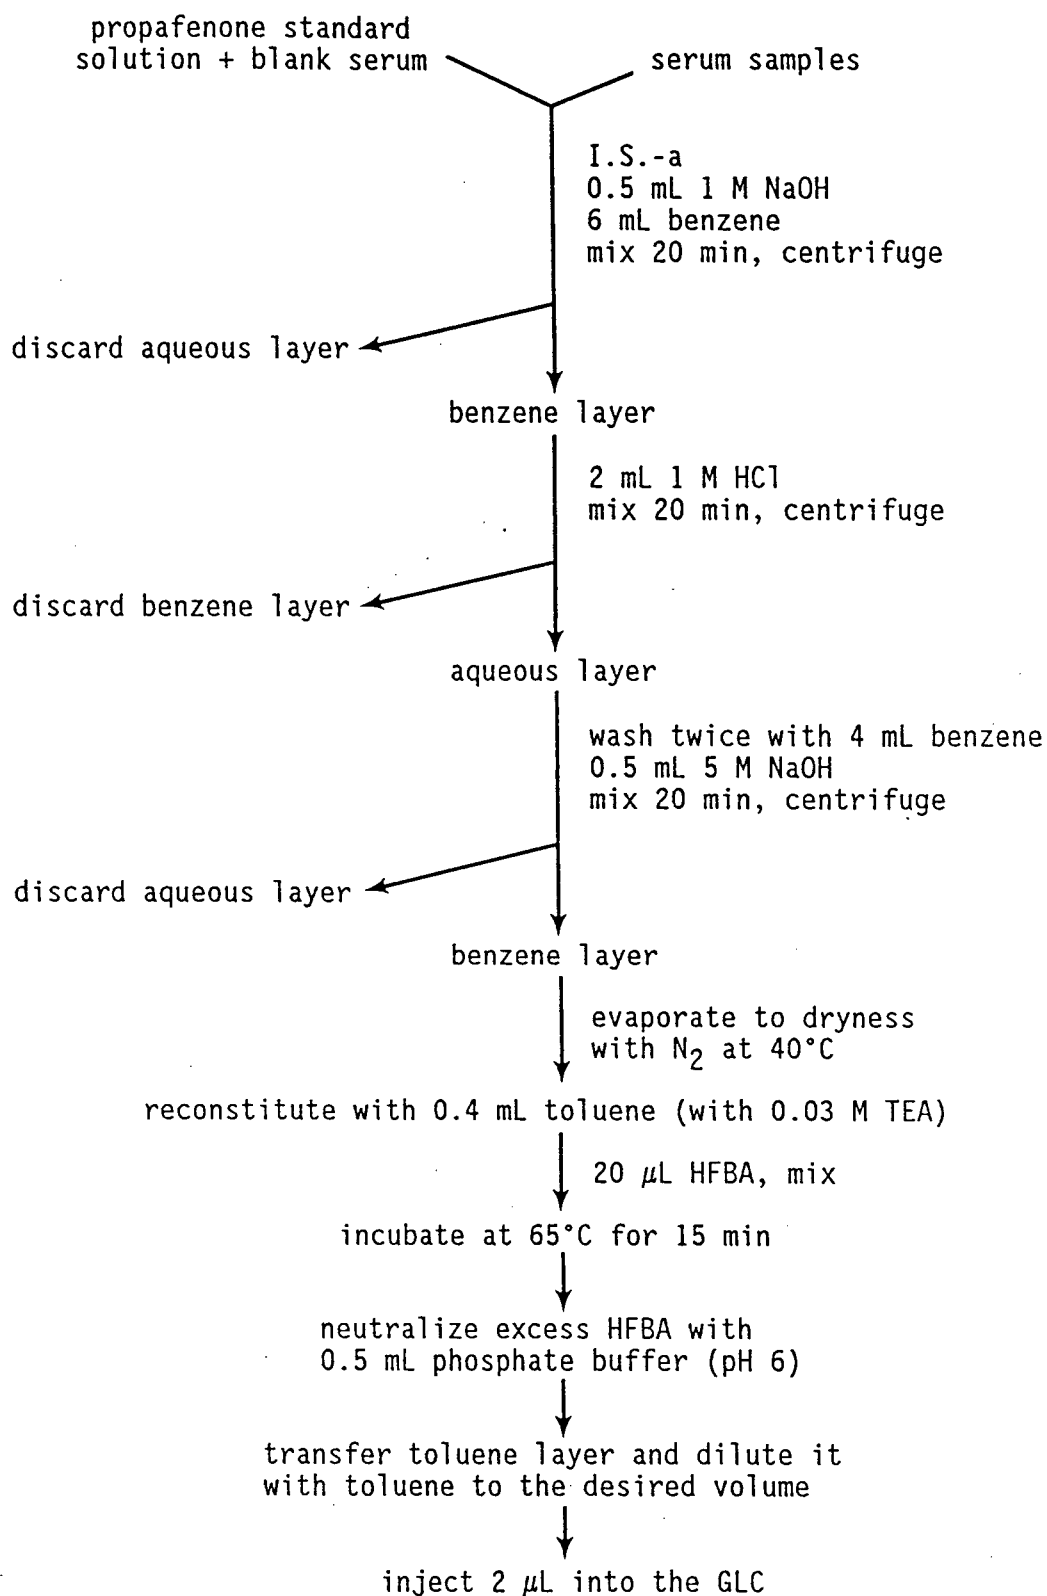 propafenone standard
solution + blank serum
serum samples
I.S.-a
0.5 mL 1 M NaOH
6 mL benzene
mix 20 min, centrifuge
discard aqueous layer
benzene layer
2 mL 1 M HCl
mix 20 min, centrifuge
discard benzene layer
aqueous layer
wash twice with 4 mL benzene
0.5 mL 5 M NaOH
mix 20 min, centrifuge
discard aqueous layer
benzene layer
evaporate to dryness
with N₂ at 40°C
reconstitute with 0.4 mL toluene (with 0.03 M TEA)
20 μL HFBA, mix
incubate at 65°C for 15 min
neutralize excess HFBA with
0.5 mL phosphate buffer (pH 6)
transfer toluene layer and dilute it
with toluene to the desired volume
inject 2 μL into the GLC